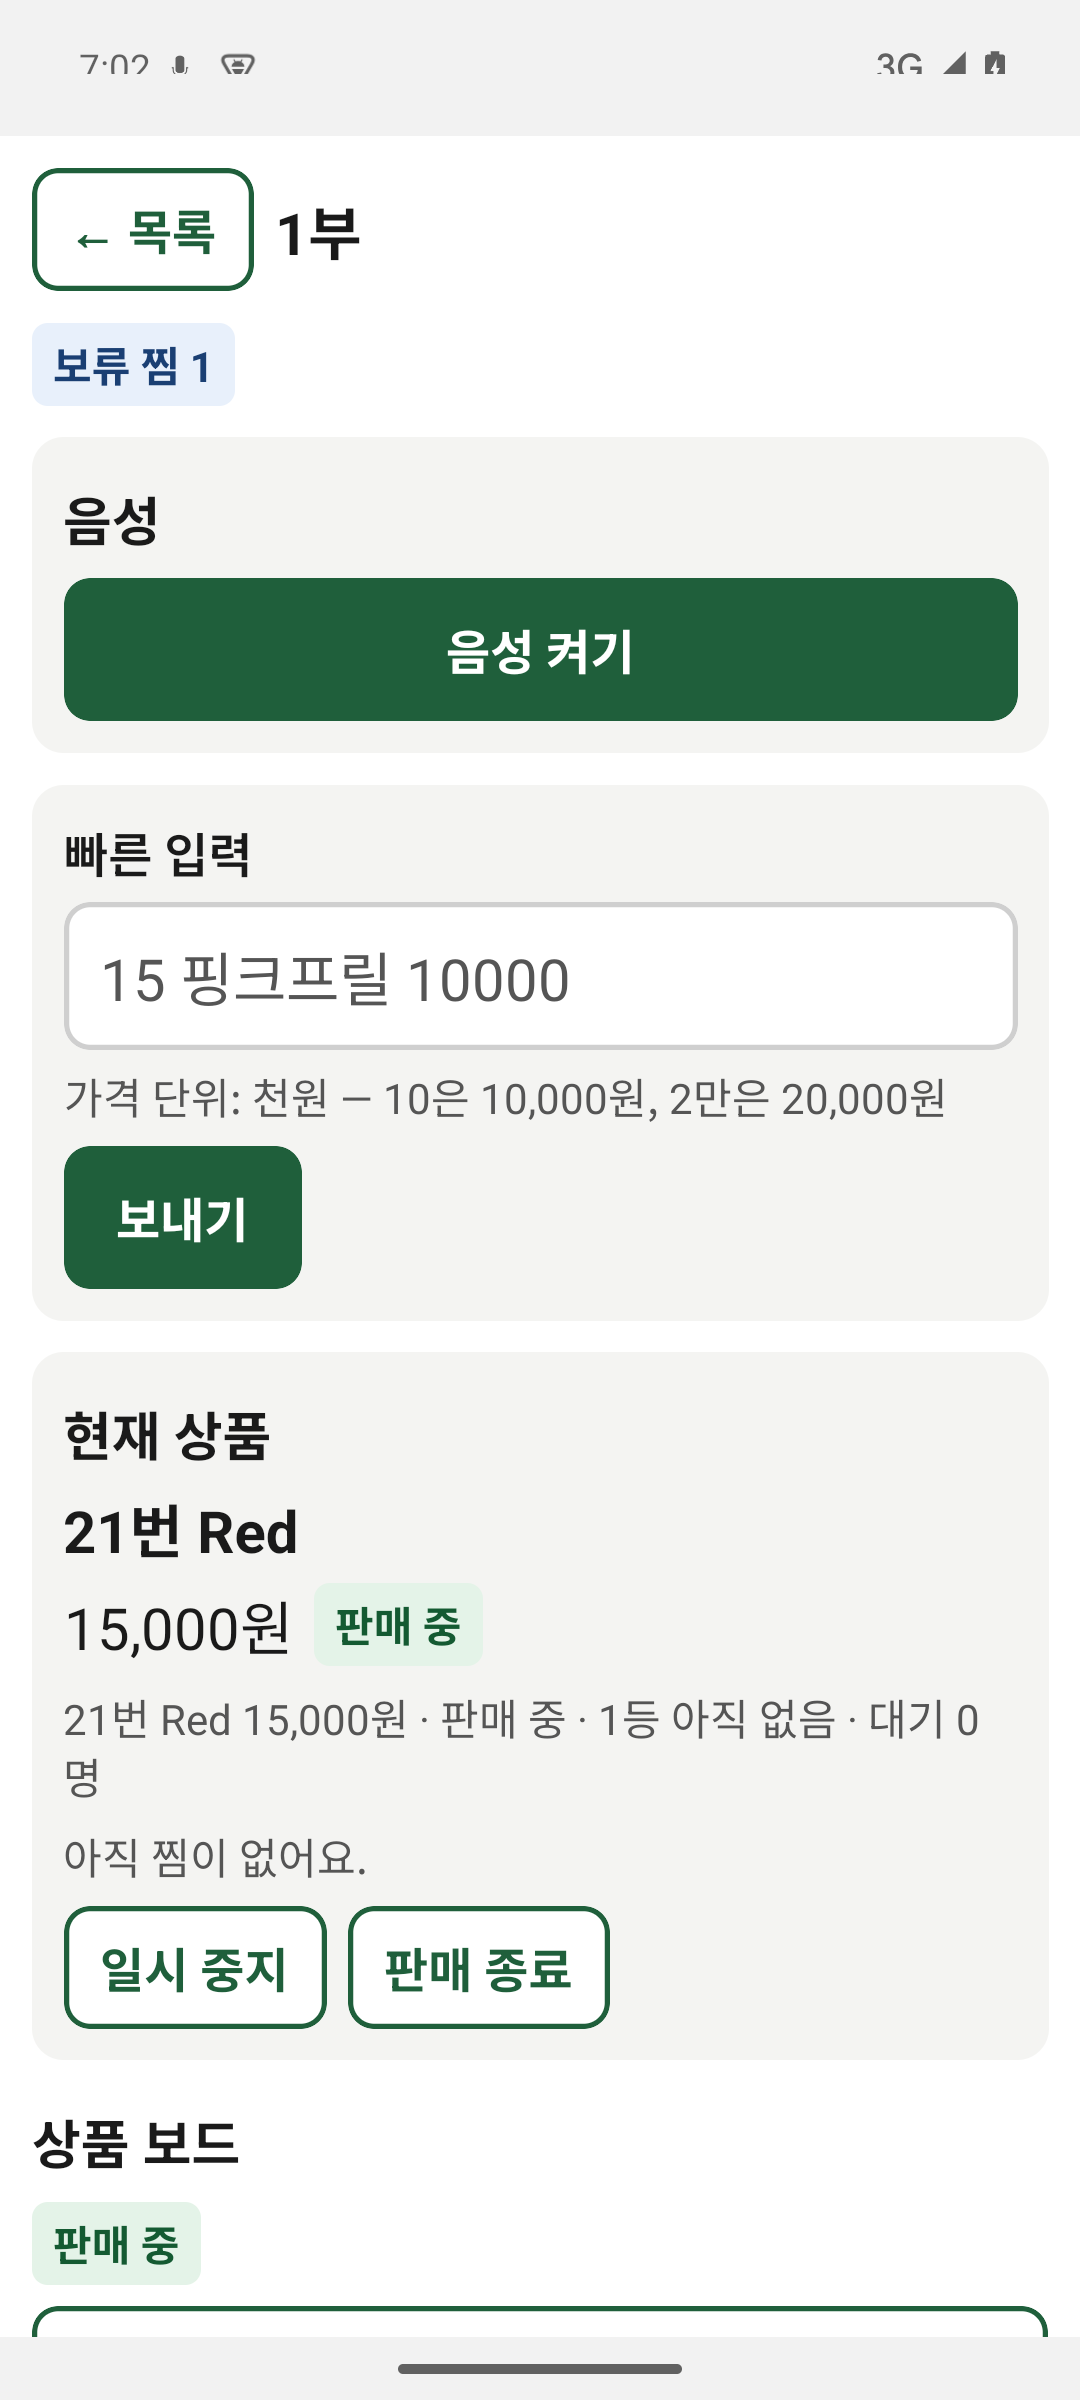 7:02 3G
← 목록 1부
보류 찜 1
음성
음성 켜기
빠른 입력
15 핑크프릴 10000
가격 단위: 천원 – 10은 10,000원, 2만은 20,000원
보내기
현재 상품
21번 Red
15,000원 판매 중
21번 Red 15,000원 · 판매 중 · 1등 아직 없음 · 대기 0
명
아직 찜이 없어요.
일시 중지 판매 종료
상품 보드
판매 중